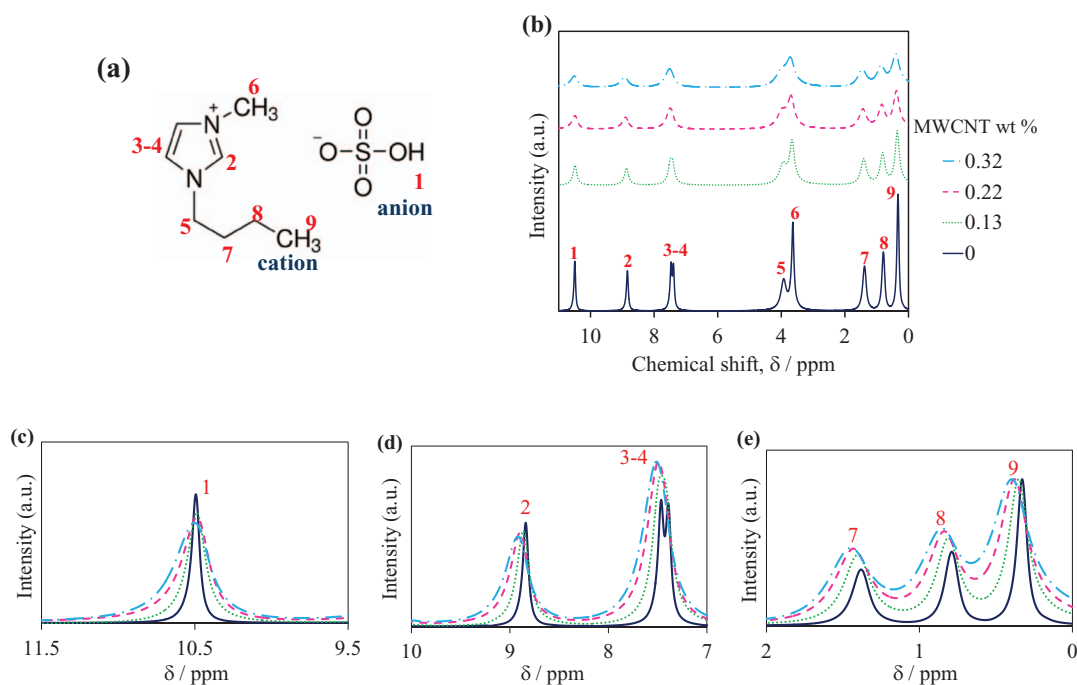 (a)
6
CH3
+
N
3-4
2
N
5
8
7
9
CH3
cation
O
-O-S-OH
O
1
anion
(b)
Intensity (a.u.)
1
2
3-4
5
6
7
8
9
10 8 6 4 2 0
Chemical shift, δ / ppm
MWCNT wt %
0.32
0.22
0.13
0
(c)
Intensity (a.u.)
1
11.5 10.5 9.5
δ / ppm
(d)
Intensity (a.u.)
2
3-4
10 9 8 7
δ / ppm
(e)
Intensity (a.u.)
7
8
9
2 1 0
δ / ppm